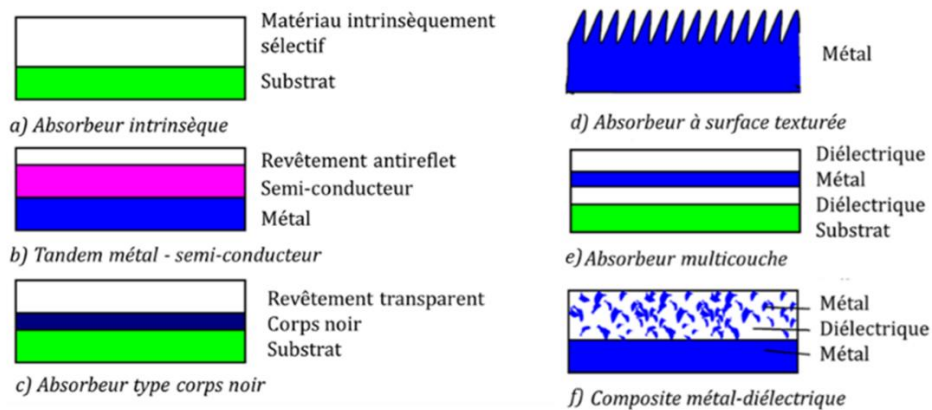 Matériau intrinsèquement
sélectif
Substrat
a) Absorbeur intrinsèque
Revêtement antireflet
Semi-conducteur
Métal
b) Tandem métal - semi-conducteur
Revêtement transparent
Corps noir
Substrat
c) Absorbeur type corps noir
Métal
d) Absorbeur à surface texturée
Diélectrique
Métal
Diélectrique
Substrat
e) Absorbeur multicouche
Métal
Diélectrique
Métal
f) Composite métal-diélectrique